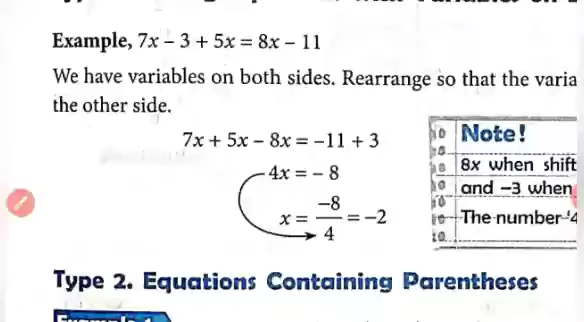 Example, 7x – 3 + 5x = 8x – 11
We have variables on both sides. Rearrange so that the varia
the other side.
7x + 5x – 8x = –11 + 3
4x = – 8
x = –8/4 = –2
Note!
8x when shift
and –3 when
The number '4
Type 2. Equations Containing Parentheses